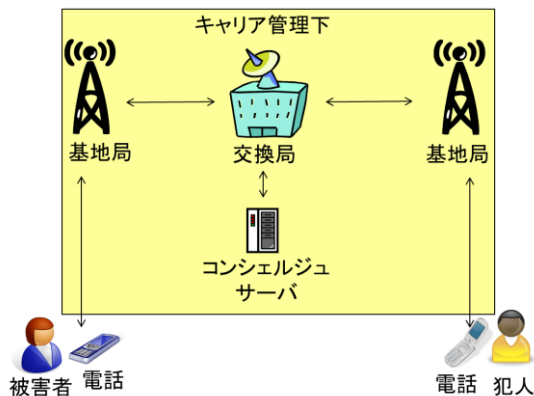 キャリア管理下
基地局
交換局
基地局
コンシェルジュ
サーバ
被害者
電話
電話
犯人